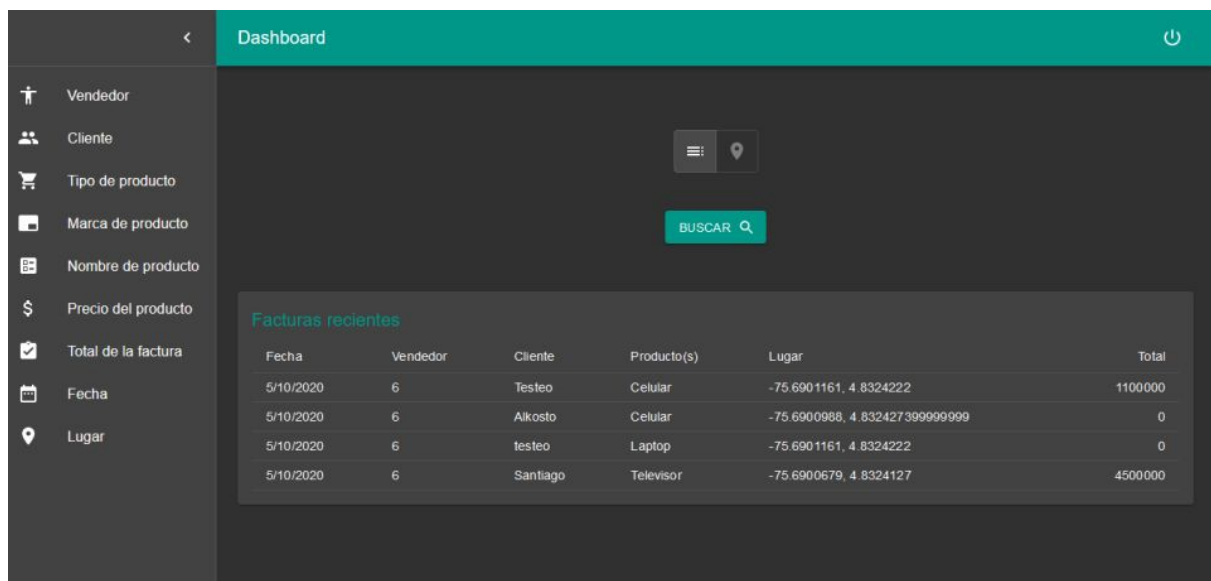 Dashboard
Vendedor
Cliente
Tipo de producto
Marca de producto
Nombre de producto
Precio del producto
Total de la factura
Fecha
Lugar
BUSCAR
Facturas recientes
Fecha Vendedor Cliente Producto(s) Lugar Total
5/10/2020 6 Testeo Celular -75.6901161, 4.8324222 1100000
5/10/2020 6 Alkosto Celular -75.6900988, 4.832427399999999 0
5/10/2020 6 testeo Laptop -75.6901161, 4.8324222 0
5/10/2020 6 Santiago Televisor -75.6900679, 4.8324127 4500000